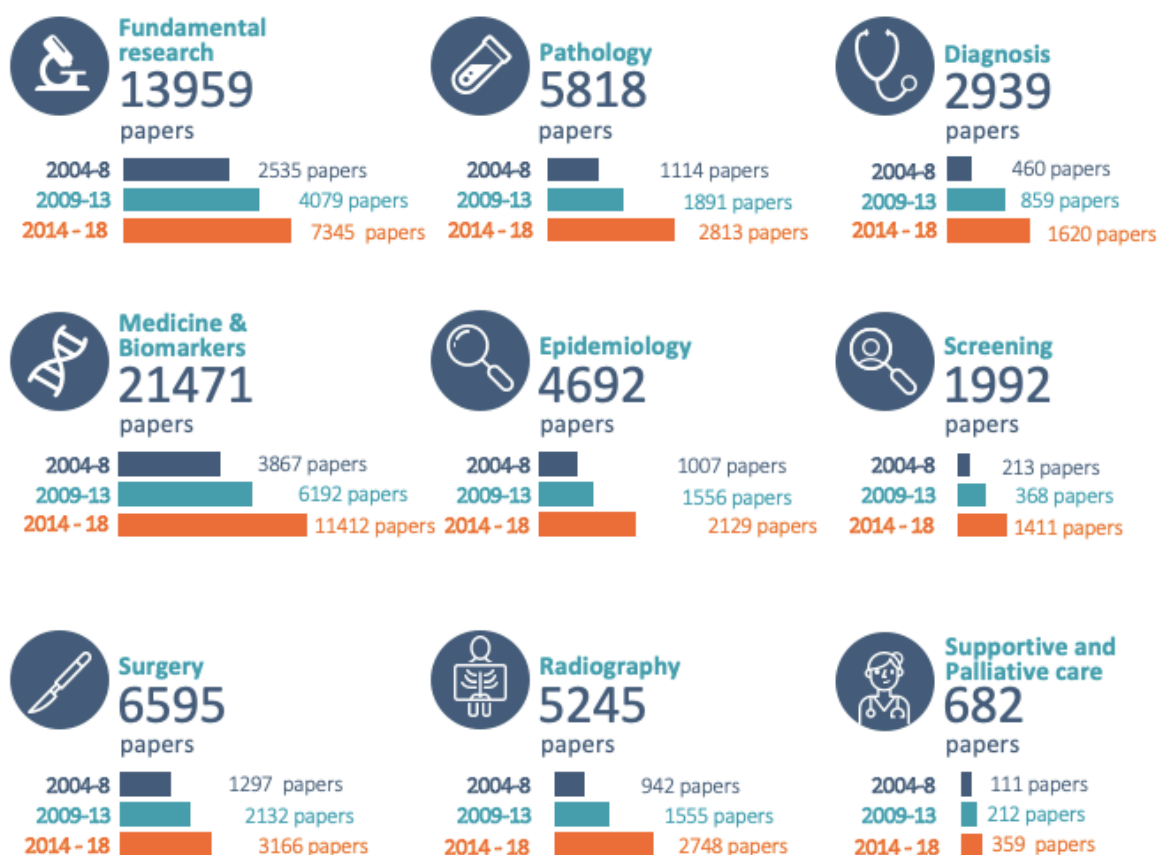 Fundamental
research
13959
papers
2004-8 2535 papers
2009-13 4079 papers
2014 - 18 7345 papers
Pathology
5818
papers
2004-8 1114 papers
2009-13 1891 papers
2014 - 18 2813 papers
Diagnosis
2939
papers
2004-8 460 papers
2009-13 859 papers
2014 - 18 1620 papers
Medicine &
Biomarkers
21471
papers
2004-8 3867 papers
2009-13 6192 papers
2014 - 18 11412 papers
Epidemiology
4692
papers
2004-8 1007 papers
2009-13 1556 papers
2014 - 18 2129 papers
Screening
1992
papers
2004-8 213 papers
2009-13 368 papers
2014 - 18 1411 papers
Surgery
6595
papers
2004-8 1297 papers
2009-13 2132 papers
2014 - 18 3166 papers
Radiography
5245
papers
2004-8 942 papers
2009-13 1555 papers
2014 - 18 2748 papers
Supportive and
Palliative care
682
papers
2004-8 111 papers
2009-13 212 papers
2014 - 18 359 papers